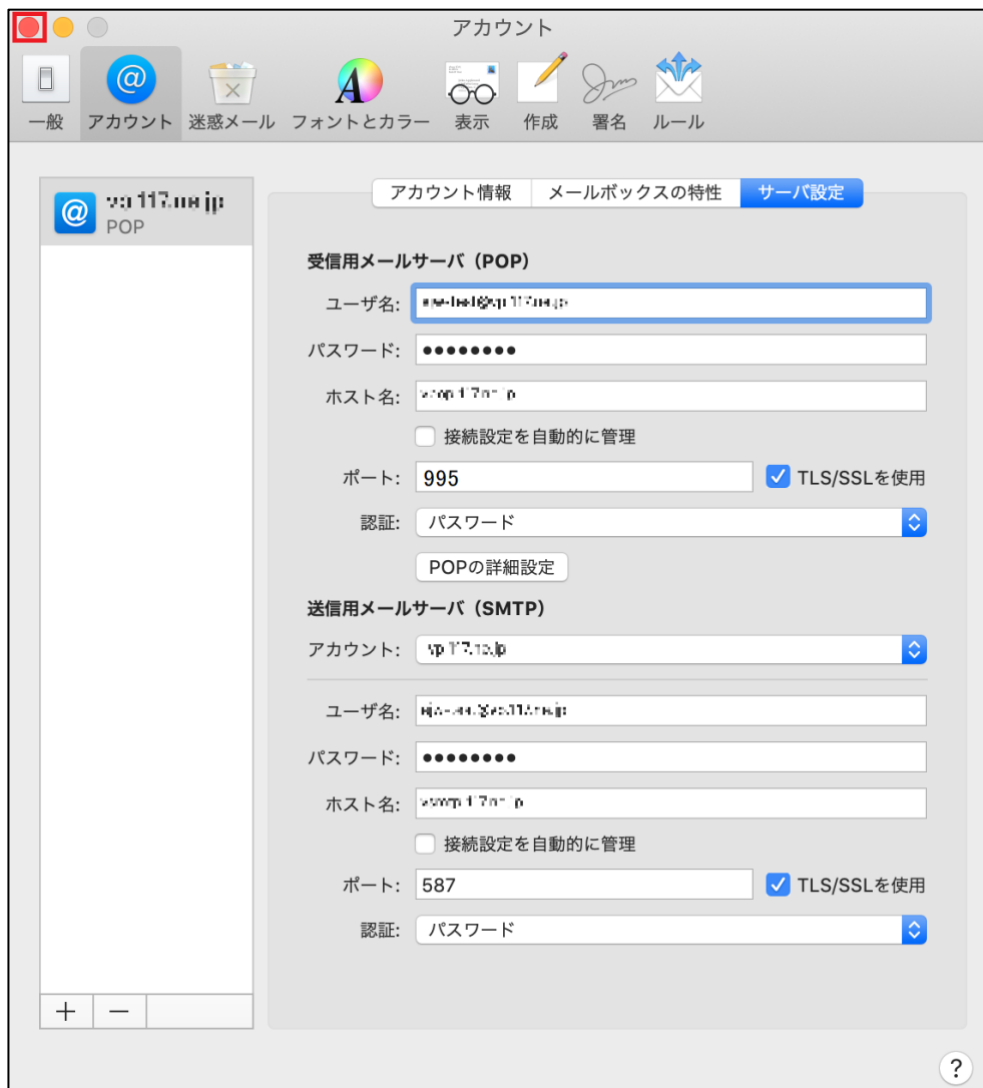 アカウント
一般 アカウント 迷惑メール フォントとカラー 表示 作成 署名 ルール
POP
アカウント情報 メールボックスの特性 サーバ設定
受信用メールサーバ（POP）
ユーザ名:
パスワード: ●●●●●●●●
ホスト名:
接続設定を自動的に管理
ポート: 995 TLS/SSLを使用
認証: パスワード
POPの詳細設定
送信用メールサーバ（SMTP）
アカウント:
ユーザ名:
パスワード: ●●●●●●●●
ホスト名:
接続設定を自動的に管理
ポート: 587 TLS/SSLを使用
認証: パスワード
?